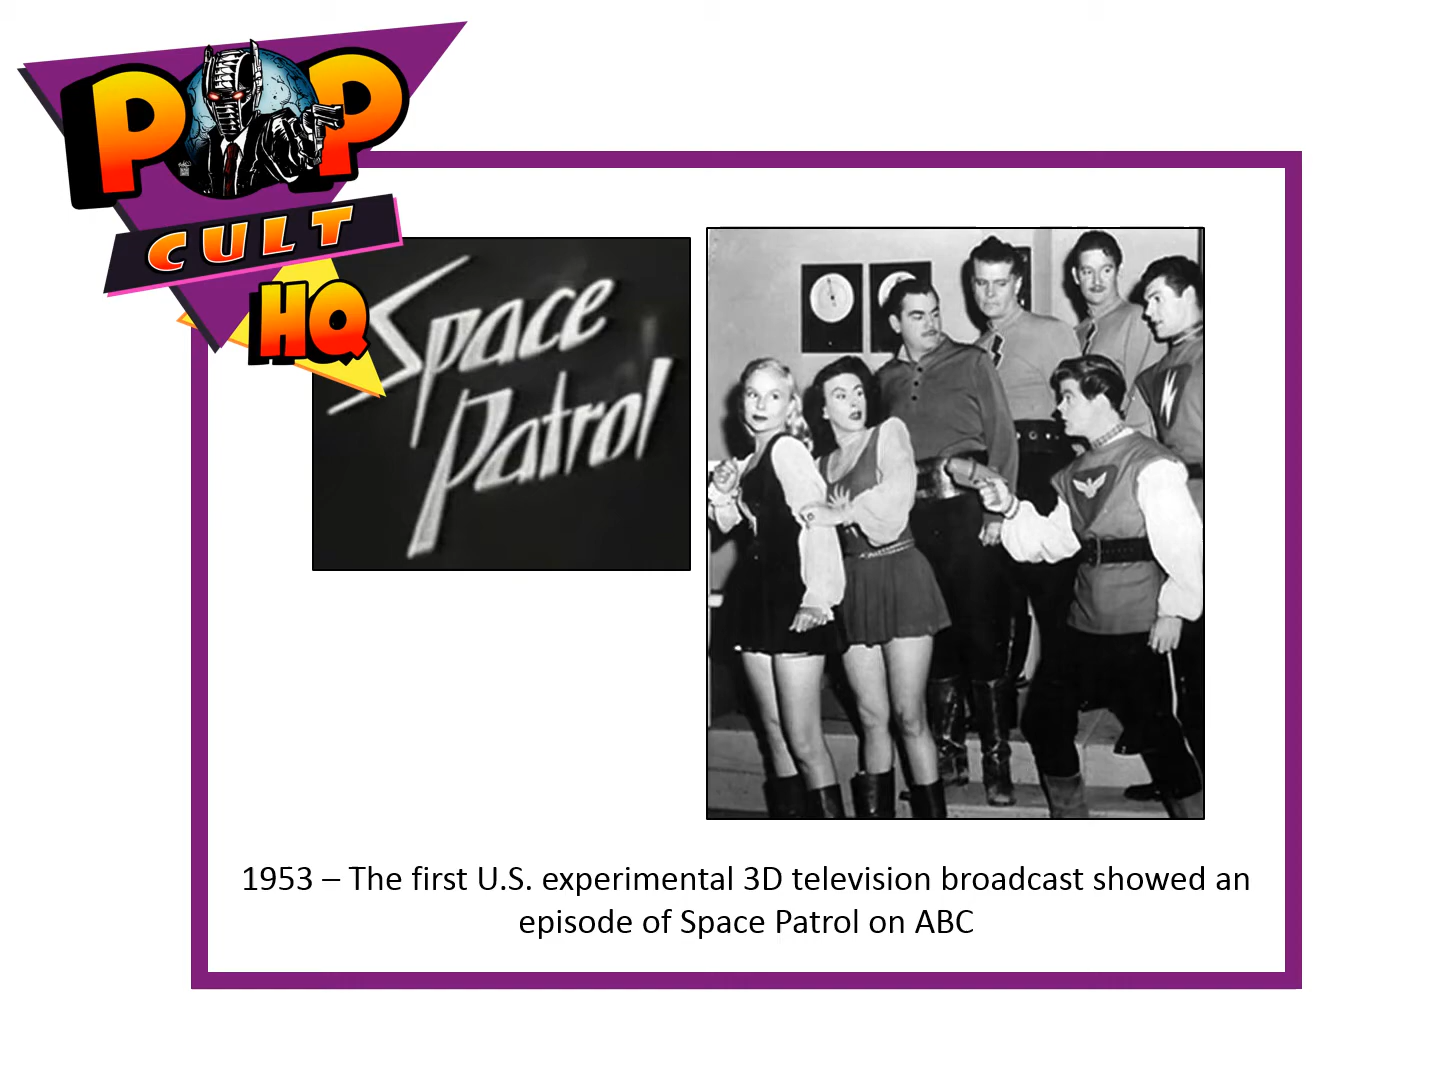 POP
CULT
HQ
Space
Patrol
1953 – The first U.S. experimental 3D television broadcast showed an
episode of Space Patrol on ABC